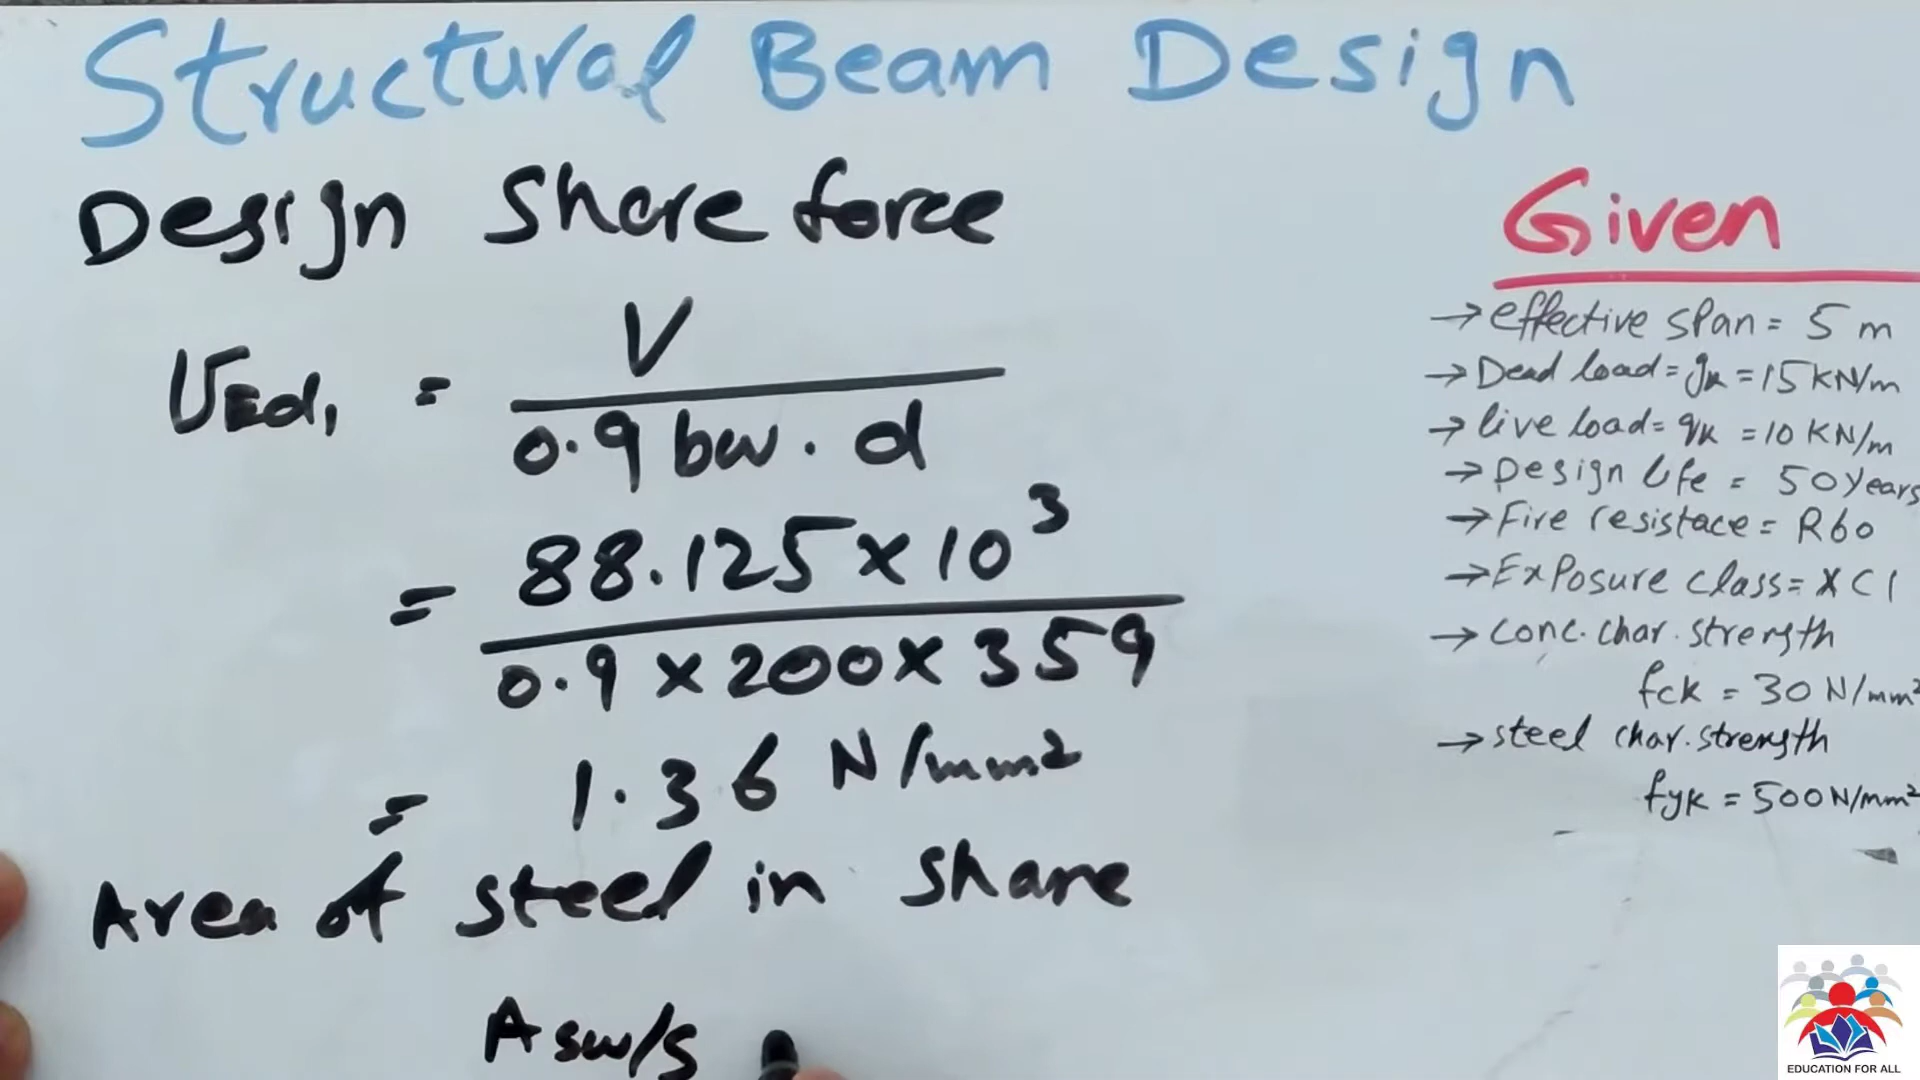 Structural Beam Design
Design Share force
VEd, = V / 0.9 bw . d
= 88.125 x 10³ / 0.9 x 200 x 359
= 1.36 N/mm²
Area of steel in share
Asw/s
Given
→ effective span = 5 m
→ Dead load = gk = 15 KN/m
→ live load = qk = 10 KN/m
→ Design life = 50 years
→ Fire resistace = R60
→ Exposure class = XC1
→ conc. char. strength
fck = 30 N/mm²
→ steel char. strength
fyk = 500 N/mm²
EDUCATION FOR ALL